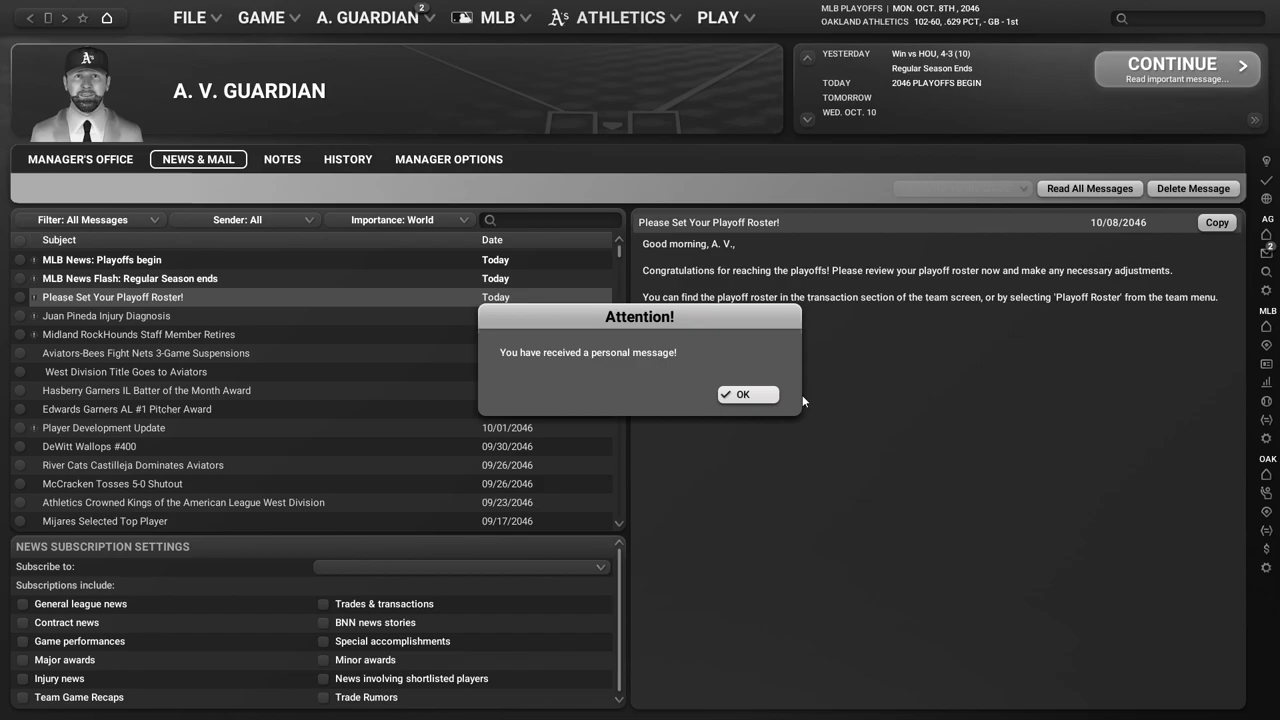 FILE
GAME
A. GUARDIAN
2
MLB
A's
ATHLETICS
PLAY
MLB PLAYOFFS | MON. OCT. 8TH, 2046
OAKLAND ATHLETICS 102-60, .629 PCT, - GB - 1st
A's
A. V. GUARDIAN
YESTERDAY Win vs HOU, 4-3 (10)
Regular Season Ends
TODAY 2046 PLAYOFFS BEGIN
TOMORROW
WED. OCT. 10
CONTINUE
Read important message...
MANAGER'S OFFICE
NEWS & MAIL
NOTES
HISTORY
MANAGER OPTIONS
Read All Messages
Delete Message
Filter: All Messages
Sender: All
Importance: World
Subject Date
! MLB News: Playoffs begin Today
! MLB News Flash: Regular Season ends Today
! Please Set Your Playoff Roster! Today
! Juan Pineda Injury Diagnosis
! Midland RockHounds Staff Member Retires
Aviators-Bees Fight Nets 3-Game Suspensions
West Division Title Goes to Aviators
Hasberry Garners IL Batter of the Month Award
Edwards Garners AL #1 Pitcher Award
! Player Development Update 10/01/2046
DeWitt Wallops #400 09/30/2046
River Cats Castilleja Dominates Aviators 09/26/2046
McCracken Tosses 5-0 Shutout 09/26/2046
Athletics Crowned Kings of the American League West Division 09/23/2046
Mijares Selected Top Player 09/17/2046
Please Set Your Playoff Roster! 10/08/2046
Copy
Good morning, A. V.,
Congratulations for reaching the playoffs! Please review your playoff roster now and make any necessary adjustments.
You can find the playoff roster in the transaction section of the team screen, or by selecting 'Playoff Roster' from the team menu.
Attention!
You have received a personal message!
OK
NEWS SUBSCRIPTION SETTINGS
Subscribe to:
Subscriptions include:
General league news Trades & transactions
Contract news BNN news stories
Game performances Special accomplishments
Major awards Minor awards
Injury news News involving shortlisted players
Team Game Recaps Trade Rumors
AG
2
MLB
OAK